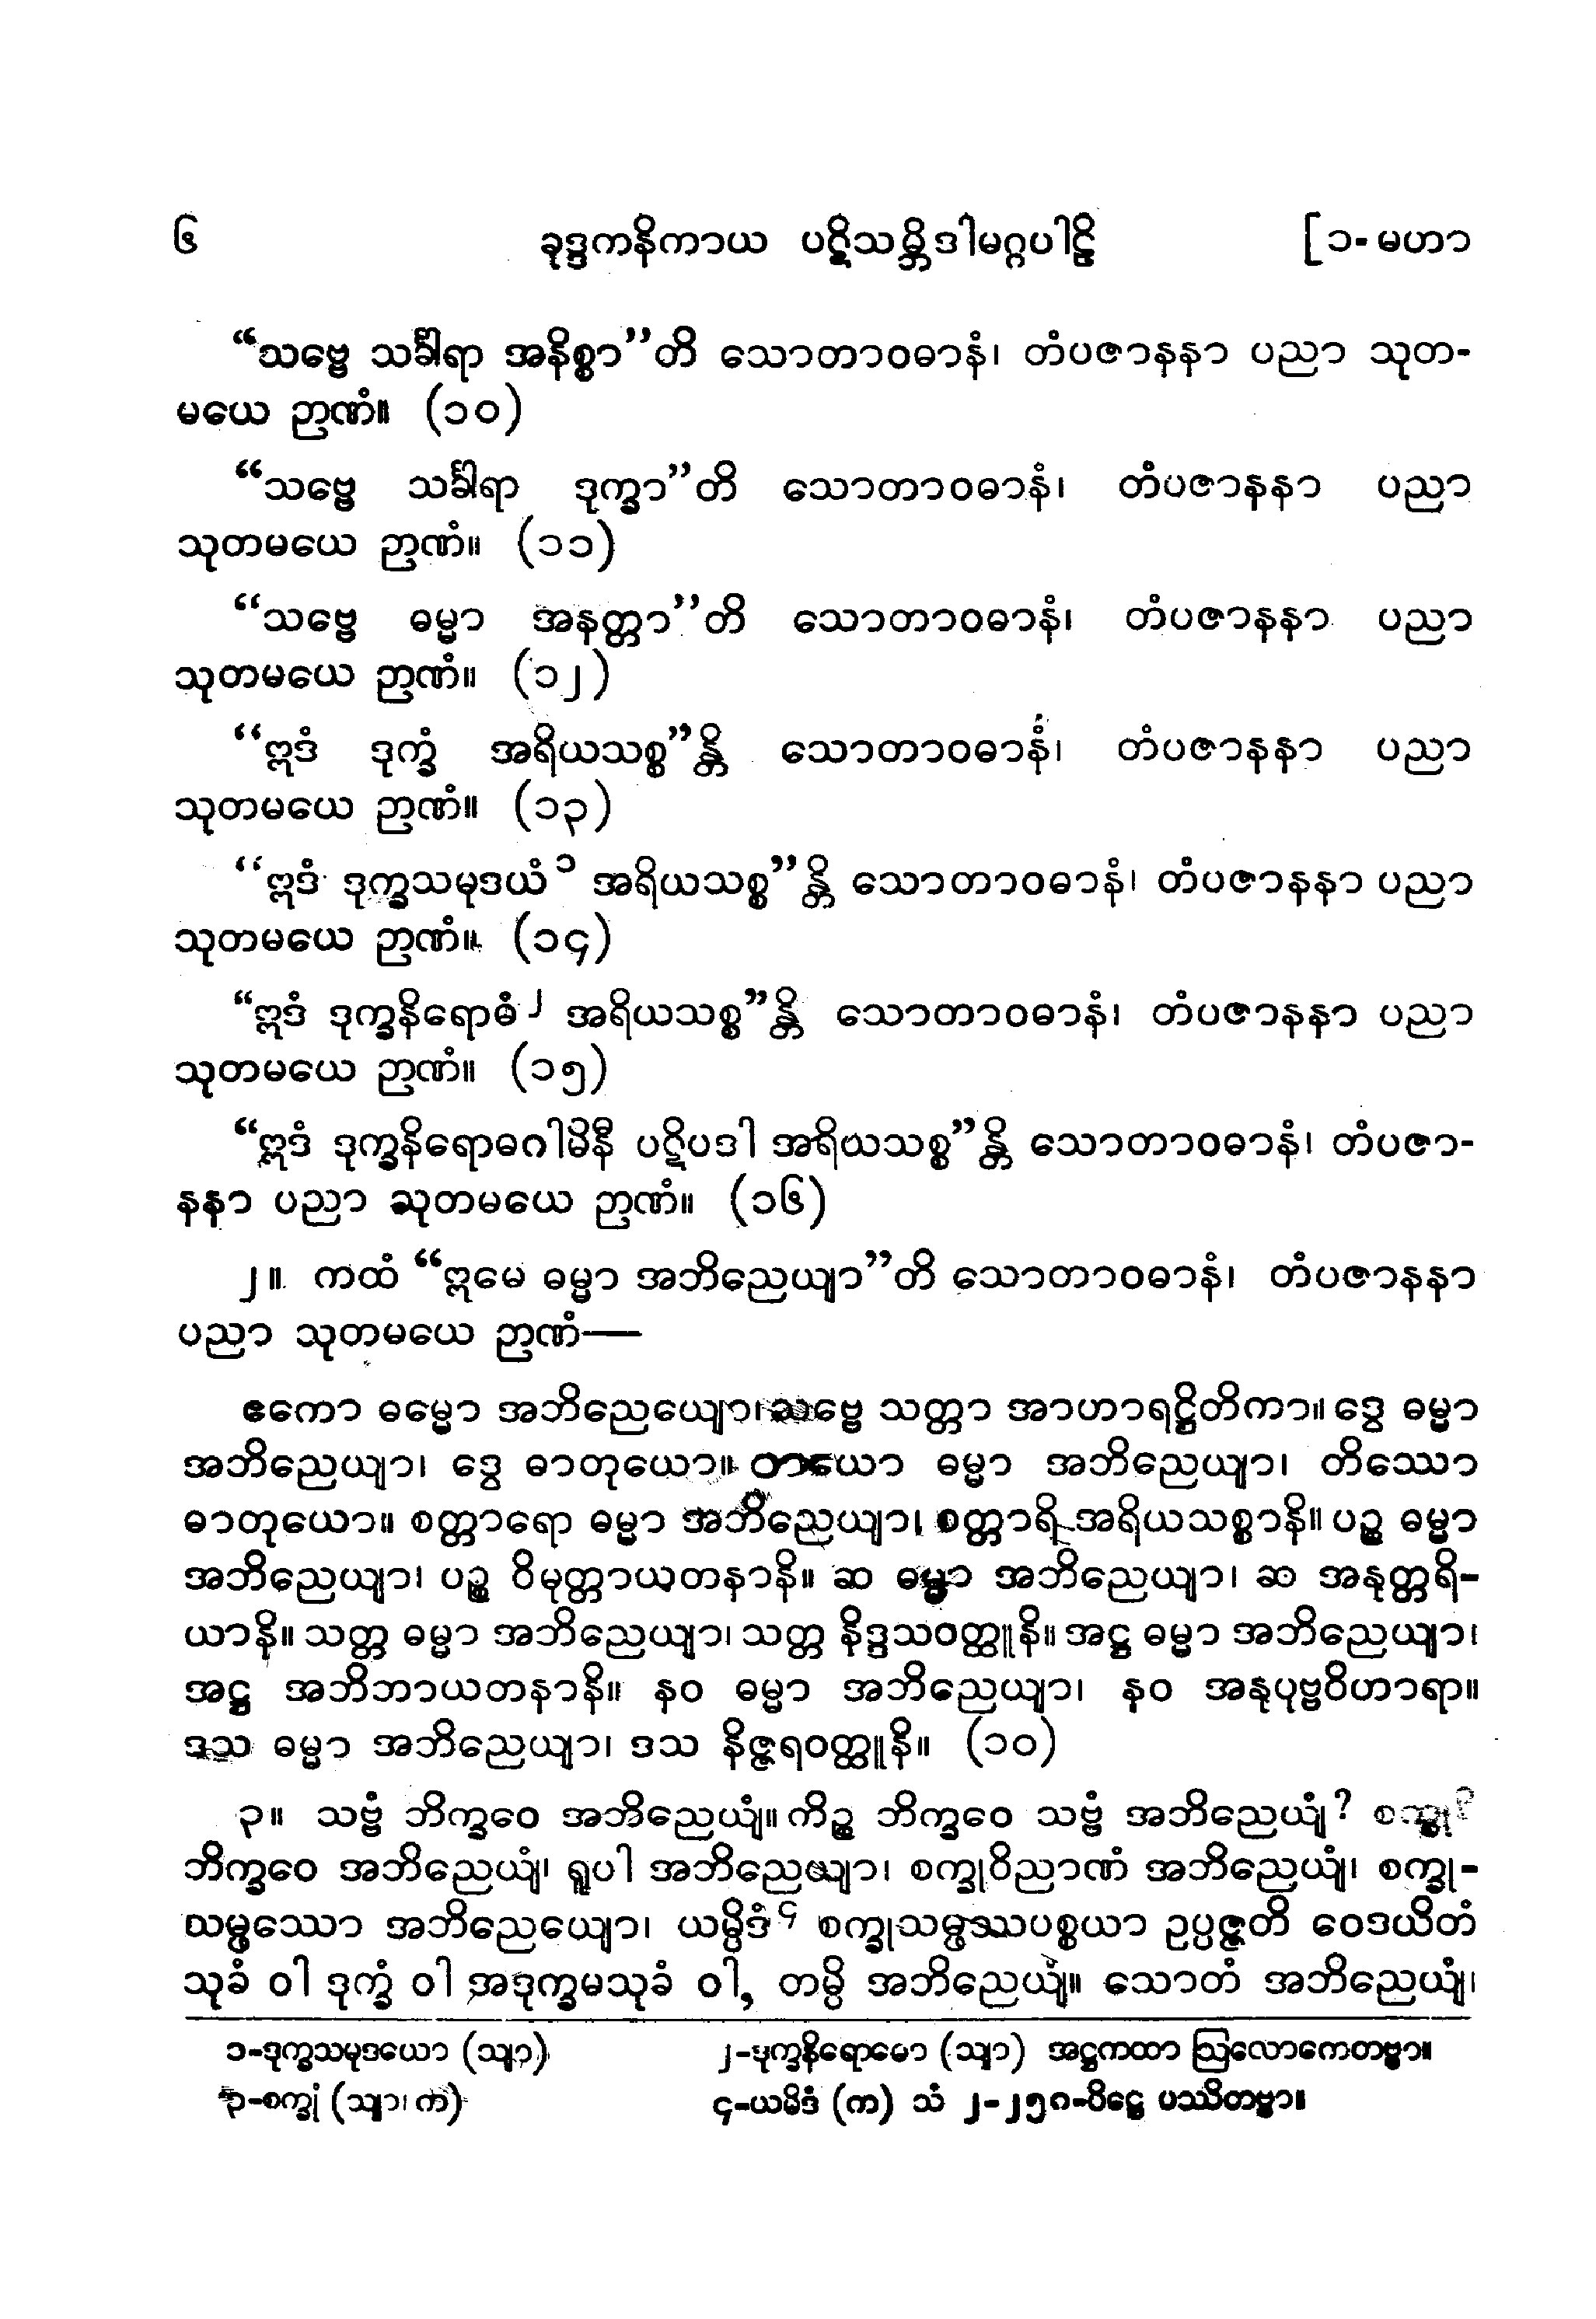 ၆ ခုဒ္ဒကနိကာယ ပဋိသမ္ဘိဒါမဂ္ဂပါဠိ [၁-မဟာ
“သဗ္ဗေ သင်္ခါရာ အနိစ္စာ”တိ သောတာဝဓာနံ၊ တံပဇာနနာ ပညာ သုတ-
မယေ ဉာဏံ။ (၁၀)
“သဗ္ဗေ သင်္ခါရာ ဒုက္ခာ”တိ သောတာဝဓာနံ၊ တံပဇာနနာ ပညာ
သုတမယေ ဉာဏံ။ (၁၁)
“သဗ္ဗေ ဓမ္မာ အနတ္တာ”တိ သောတာဝဓာနံ၊ တံပဇာနနာ ပညာ
သုတမယေ ဉာဏံ။ (၁၂)
“ဣဒံ ဒုက္ခံ အရိယသစ္စ”န္တိ သောတာဝဓာနံ၊ တံပဇာနနာ ပညာ
သုတမယေ ဉာဏံ။ (၁၃)
“ဣဒံ ဒုက္ခသမုဒယံ ၁ အရိယသစ္စ”န္တိ သောတာဝဓာနံ၊ တံပဇာနနာ ပညာ
သုတမယေ ဉာဏံ။ (၁၄)
“ဣဒံ ဒုက္ခနိရောဓံ ၂ အရိယသစ္စ”န္တိ သောတာဝဓာနံ၊ တံပဇာနနာ ပညာ
သုတမယေ ဉာဏံ။ (၁၅)
“ဣဒံ ဒုက္ခနိရောဓဂါမိနီ ပဋိပဒါ အရိယသစ္စ”န္တိ သောတာဝဓာနံ၊ တံပဇာ-
နနာ ပညာ သုတမယေ ဉာဏံ။ (၁၆)
၂။ ကထံ “ဣမေ ဓမ္မာ အဘိညေယျာ”တိ သောတာဝဓာနံ၊ တံပဇာနနာ
ပညာ သုတမယေ ဉာဏံ—
ဧကော ဓမ္မော အဘိညေယျော၊ သဗ္ဗေ သတ္တာ အာဟာရဋ္ဌိတိကာ။ ဒွေ ဓမ္မာ
အဘိညေယျာ၊ ဒွေ ဓာတုယော။ တယော ဓမ္မာ အဘိညေယျာ၊ တိဿော
ဓာတုယော။ စတ္တာရော ဓမ္မာ အဘိညေယျာ၊ စတ္တာရိ အရိယသစ္စာနိ။ ပဉ္စ ဓမ္မာ
အဘိညေယျာ၊ ပဉ္စ ဝိမုတ္တာယတနာနိ။ ဆ ဓမ္မာ အဘိညေယျာ၊ ဆ အနုတ္တရိ-
ယာနိ။ သတ္တ ဓမ္မာ အဘိညေယျာ၊ သတ္တ နိဒ္ဒသဝတ္ထူနိ။ အဋ္ဌ ဓမ္မာ အဘိညေယျာ၊
အဋ္ဌ အဘိဘာယတနာနိ။ နဝ ဓမ္မာ အဘိညေယျာ၊ နဝ အနုပုဗ္ဗဝိဟာရာ။
ဒသ ဓမ္မာ အဘိညေယျာ၊ ဒသ နိဇ္ဇရဝတ္ထူနိ။ (၁၀)
၃။ သဗ္ဗံ ဘိက္ခဝေ အဘိညေယျံ။ ကိဉ္စ ဘိက္ခဝေ သဗ္ဗံ အဘိညေယျံ? စက္ခု ၃
ဘိက္ခဝေ အဘိညေယျံ၊ ရူပါ အဘိညေယျာ၊ စက္ခုဝိညာဏံ အဘိညေယျံ၊ စက္ခု-
သမ္ဖဿော အဘိညေယျော၊ ယမ္ပိဒံ ၄ စက္ခုသမ္ဖဿပစ္စယာ ဥပ္ပဇ္ဇတိ ဝေဒယိတံ
သုခံ ဝါ ဒုက္ခံ ဝါ အဒုက္ခမသုခံ ဝါ, တမ္ပိ အဘိညေယျံ။ သောတံ အဘိညေယျံ၊
၁-ဒုက္ခသမုဒယော (သျာ) ၂-ဒုက္ခနိရောဓော (သျာ) အဋ္ဌကထာ ဩလောကေတဗ္ဗာ။
၃-စက္ခုံ (သျာ၊ က) ၄-ယမိဒံ (က) သံ ၂-၂၅၈-ပိဋ္ဌေ ပဿိတဗ္ဗာ။